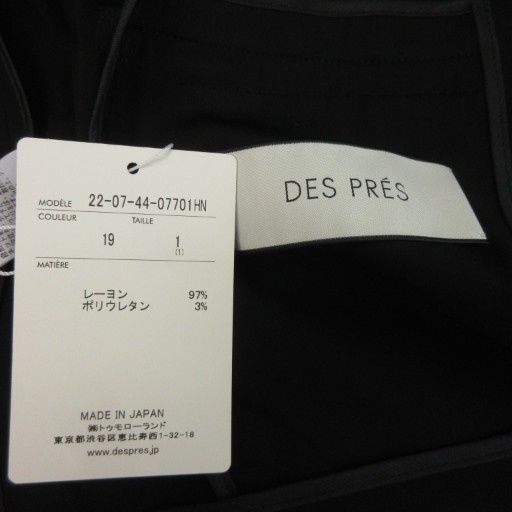 DES PRÉS
MODÈLE 22-07-44-07701HN
COULEUR TAILLE
19 1
(1)
MATIÈRE
レーヨン 97%
ポリウレタン 3%
MADE IN JAPAN
㈱トゥモローランド
東京都渋谷区恵比寿西1-32-18
www.despres.jp